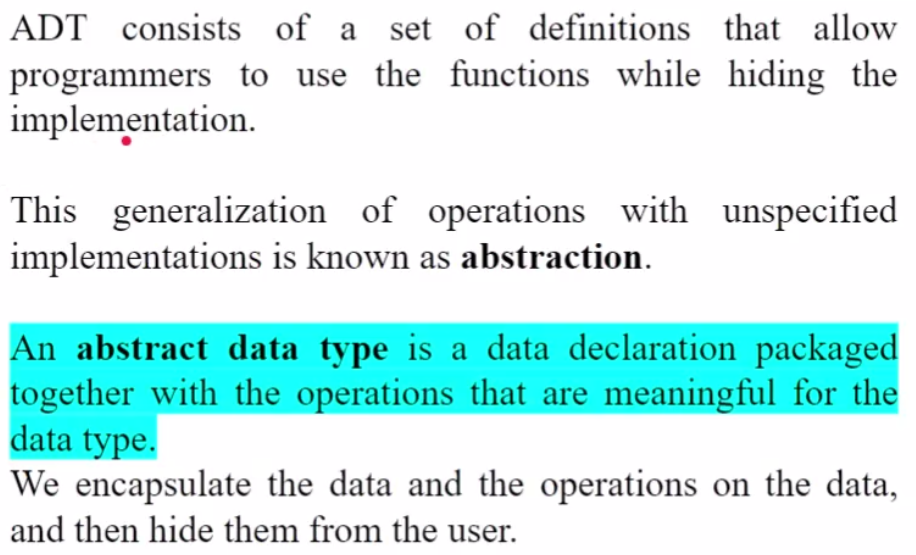 ADT consists of a set of definitions that allow
programmers to use the functions while hiding the
implementation.
This generalization of operations with unspecified
implementations is known as abstraction.
An abstract data type is a data declaration packaged
together with the operations that are meaningful for the
data type.
We encapsulate the data and the operations on the data,
and then hide them from the user.